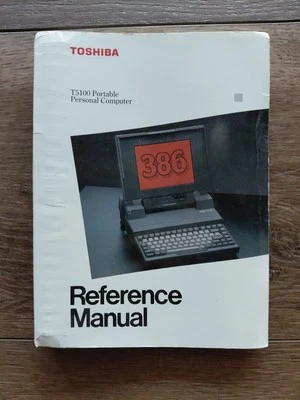 TOSHIBA
T5100 Portable
Personal Computer
386
Reference
Manual